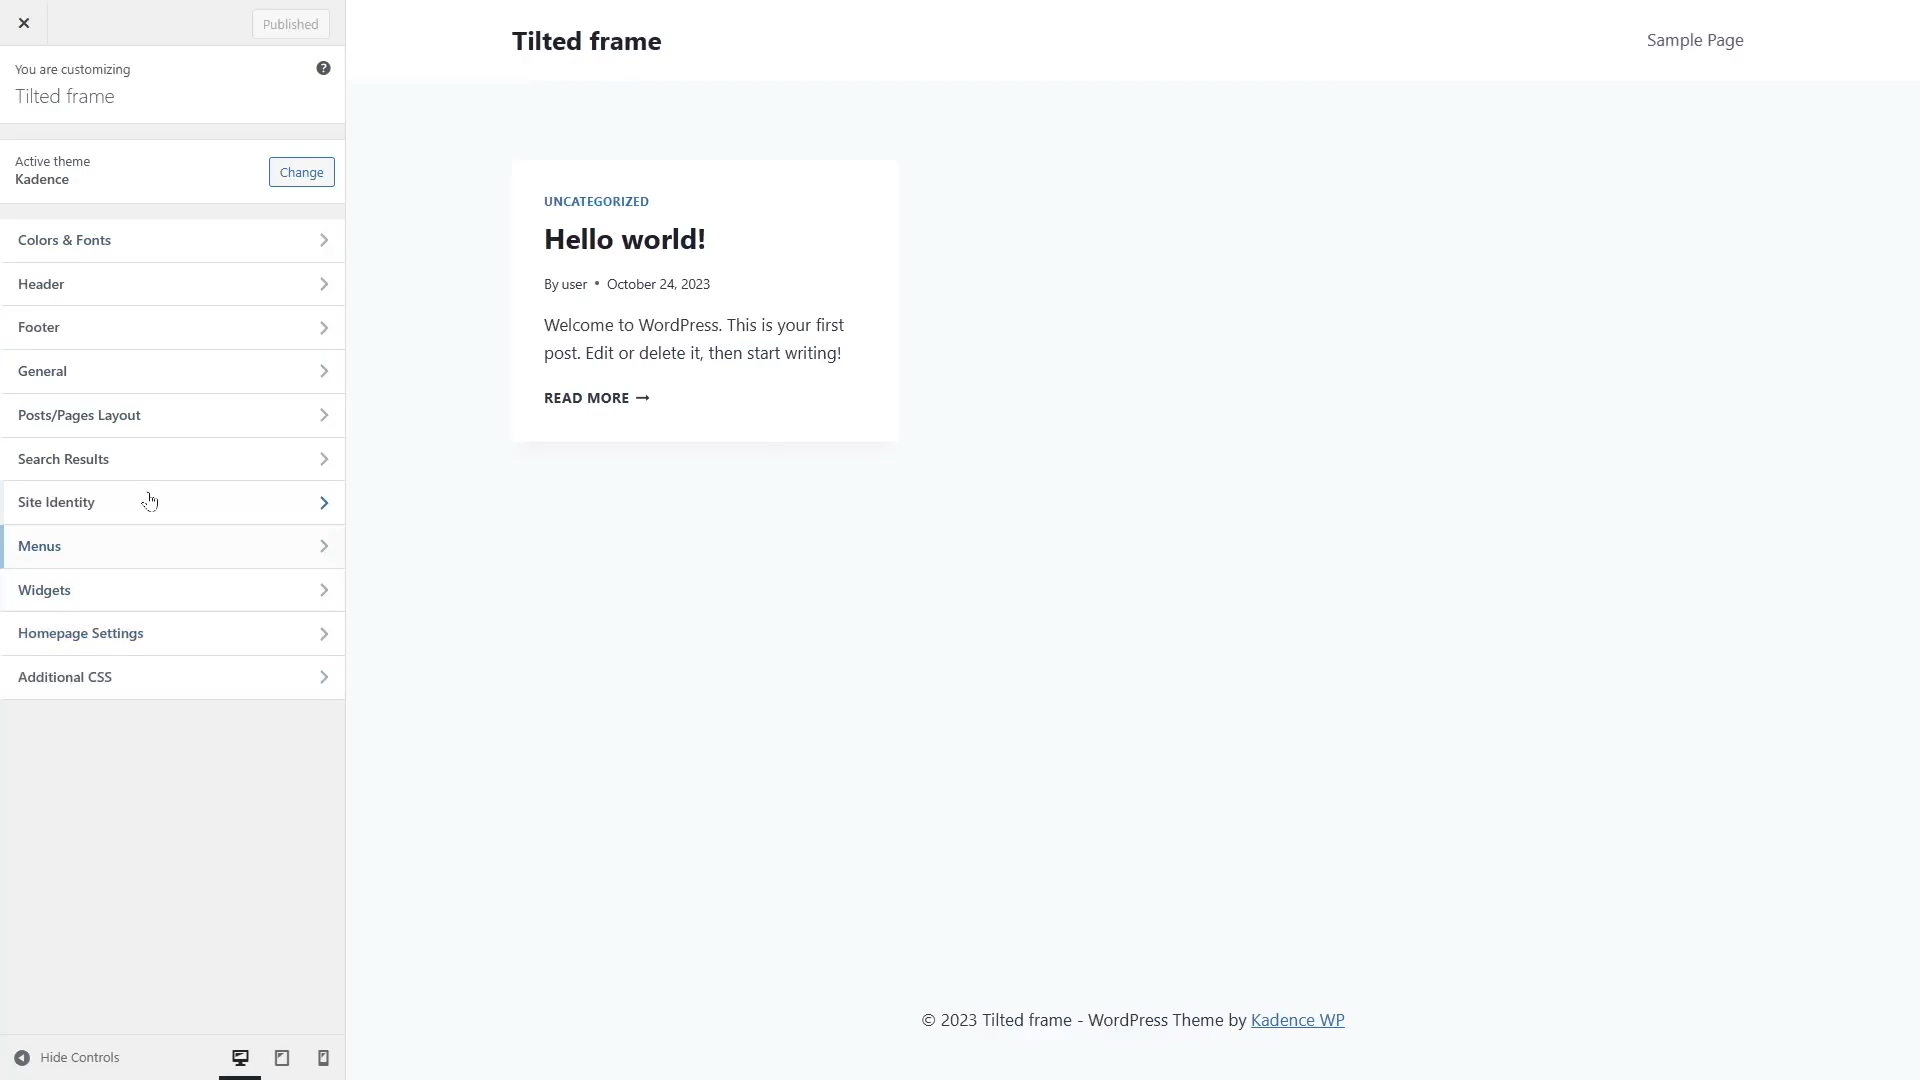 Published
You are customizing
Tilted frame
Active theme
Kadence
Change
Colors & Fonts
Header
Footer
General
Posts/Pages Layout
Search Results
Site Identity
Menus
Widgets
Homepage Settings
Additional CSS
Hide Controls
Tilted frame
Sample Page
UNCATEGORIZED
Hello world!
By user • October 24, 2023
Welcome to WordPress. This is your first
post. Edit or delete it, then start writing!
READ MORE →
© 2023 Tilted frame - WordPress Theme by Kadence WP